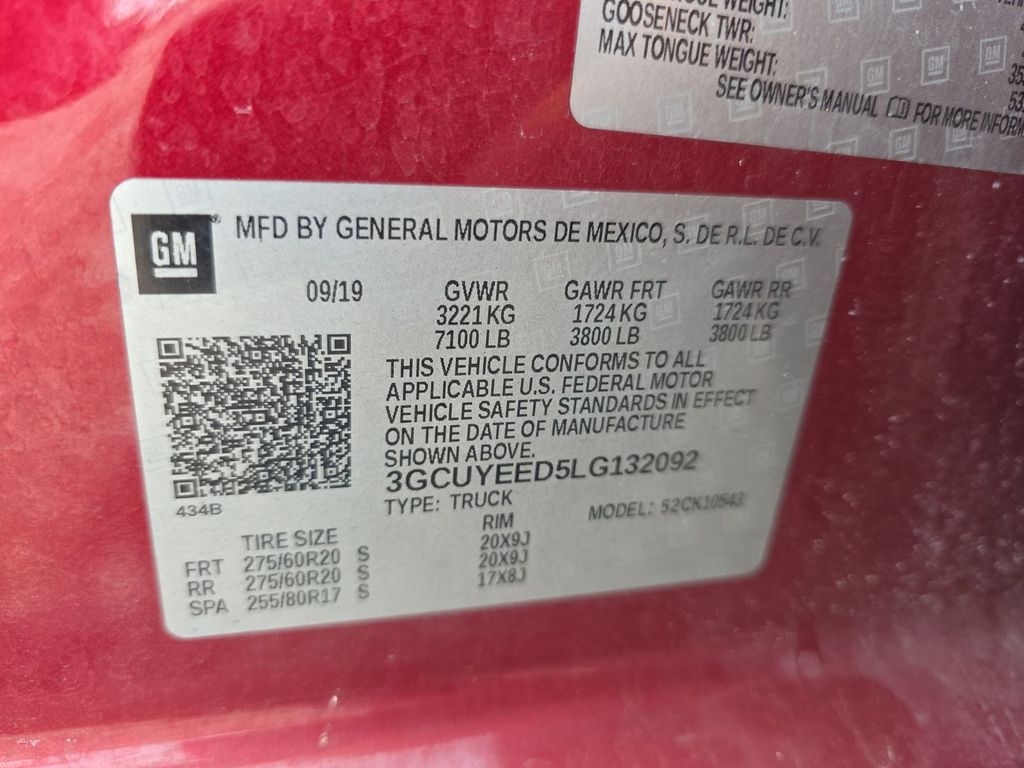 UE WEIGHT:
GOOSENECK TWR:
MAX TONGUE WEIGHT:
SEE OWNER'S MANUAL FOR MORE INFORM
GM
MFD BY GENERAL MOTORS DE MEXICO, S. DE R.L. DE C.V.
09/19 GVWR GAWR FRT GAWR RR
3221 KG 1724 KG 1724 KG
7100 LB 3800 LB 3800 LB
THIS VEHICLE CONFORMS TO ALL
APPLICABLE U.S. FEDERAL MOTOR
VEHICLE SAFETY STANDARDS IN EFFECT
ON THE DATE OF MANUFACTURE
SHOWN ABOVE.
3GCUYEED5LG132092
434B
TYPE: TRUCK MODEL: 52CK10543
TIRE SIZE RIM
FRT 275/60R20 S 20X9J
RR 275/60R20 S 20X9J
SPA 255/80R17 S 17X8J